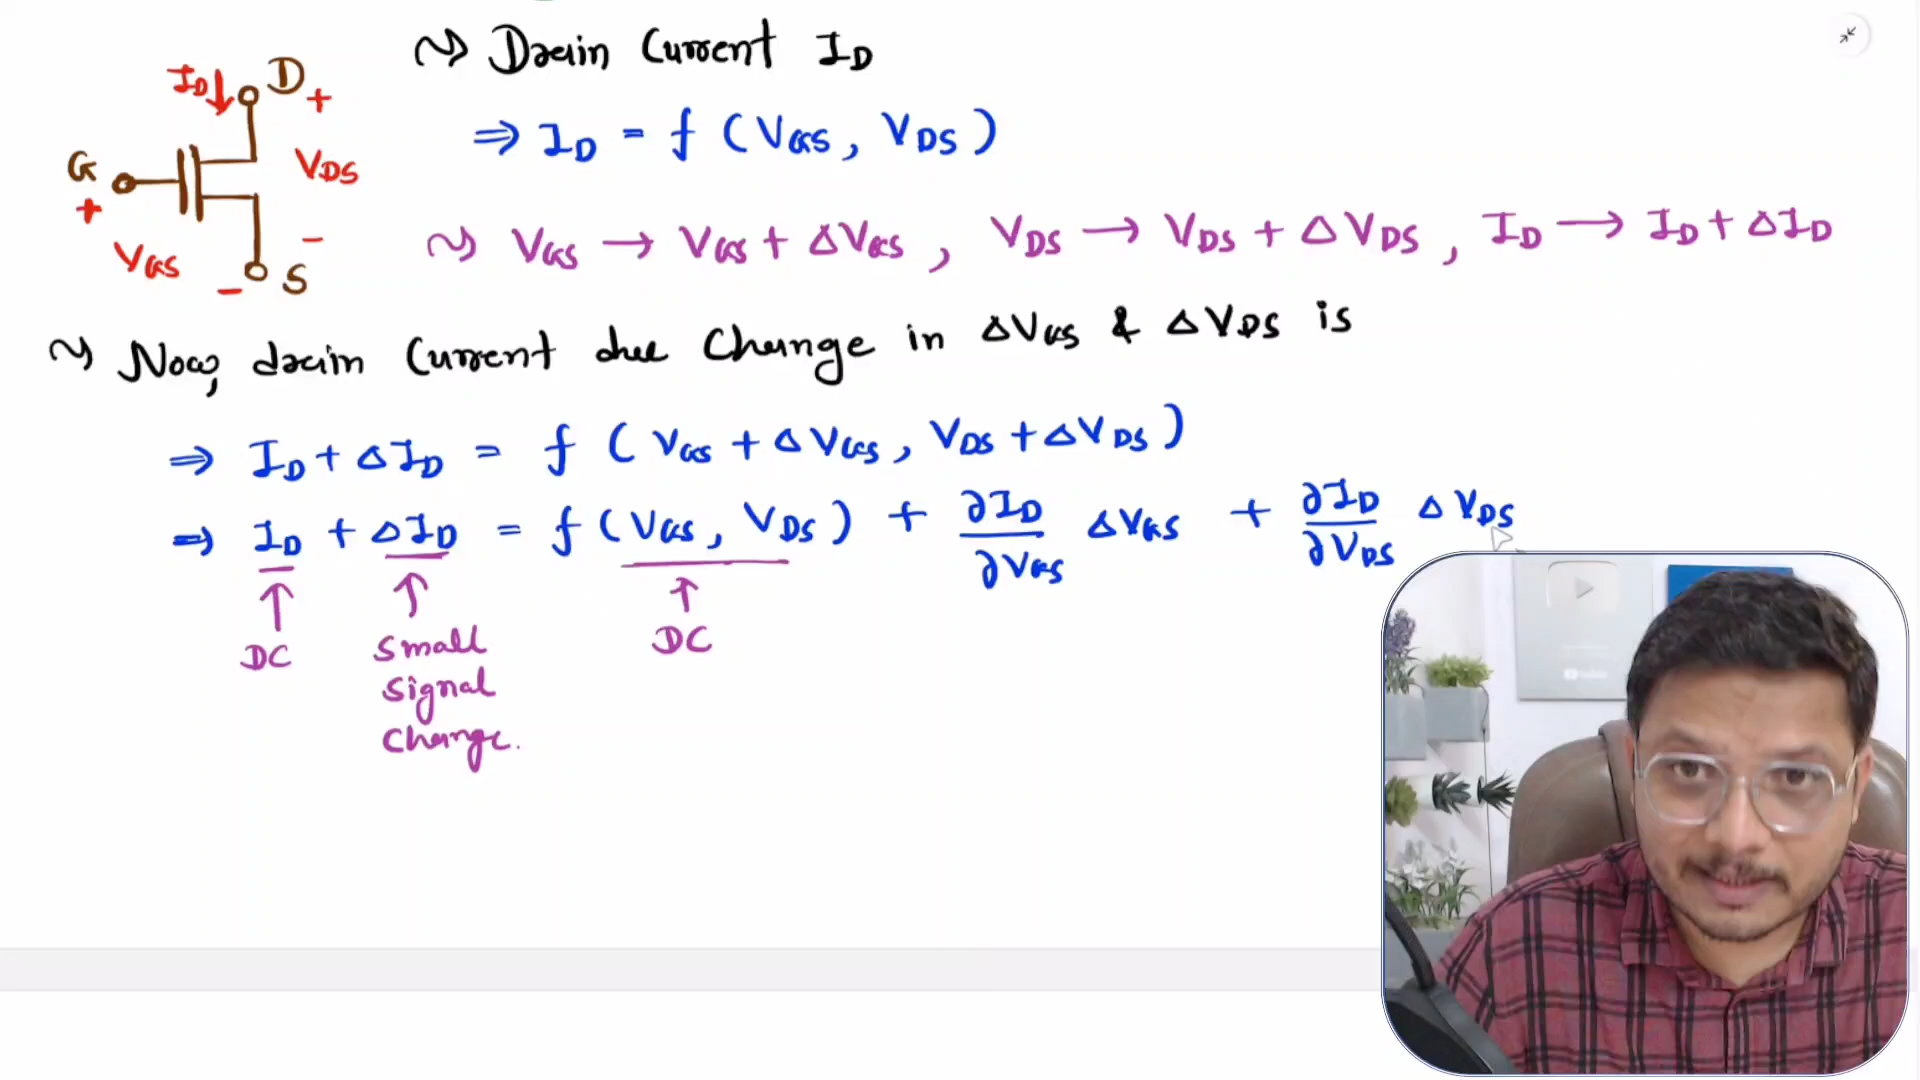 ~> Drain Current ID
ID↓ D +
⇒ ID = f (VGS, VDS)
G
VDS
+
~> VGS → VGS + ΔVGS, VDS → VDS + ΔVDS, ID → ID + ΔID
-
VGS
- S
~> Now, drain Current due Change in ΔVGS & ΔVDS is
⇒ ID + ΔID = f (VGS + ΔVGS, VDS + ΔVDS)
⇒ ID + ΔID = f (VGS, VDS) + ∂ID/∂VGS ΔVGS + ∂ID/∂VDS ΔVDS
↑ ↑ ↑
DC Small DC
Signal
Change.